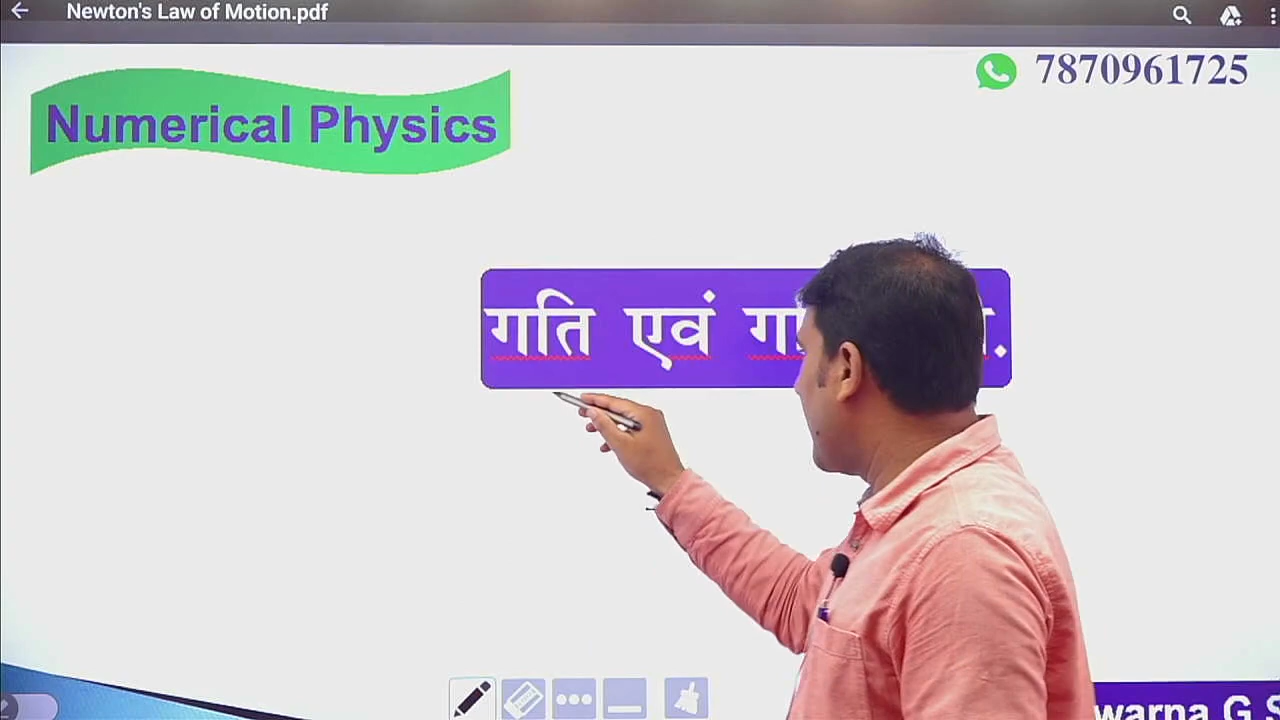 Newton's Law of Motion.pdf
7870961725
Numerical Physics
गति एवं